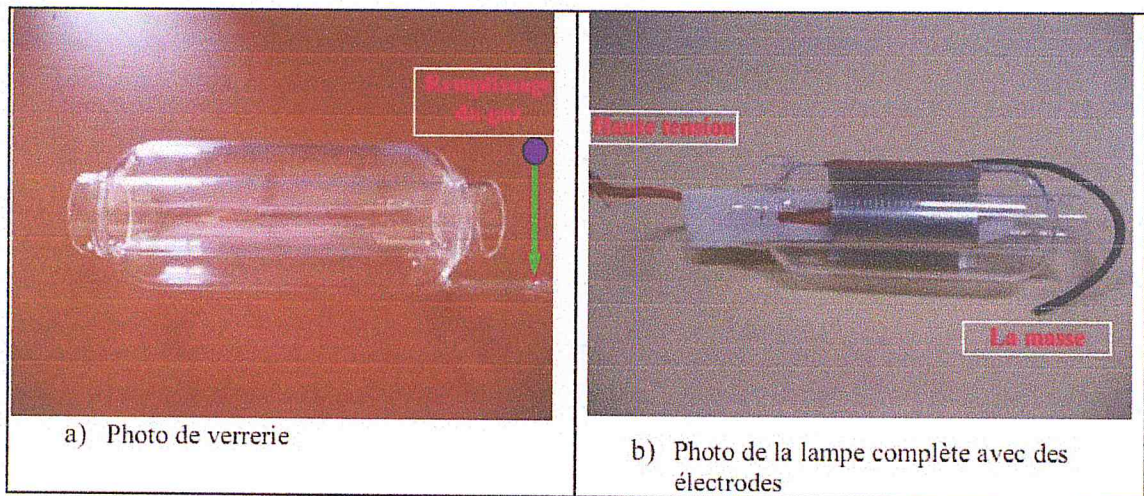 Remplissage
du gaz
Haute tension
La masse
a) Photo de verrerie
b) Photo de la lampe complète avec des
électrodes